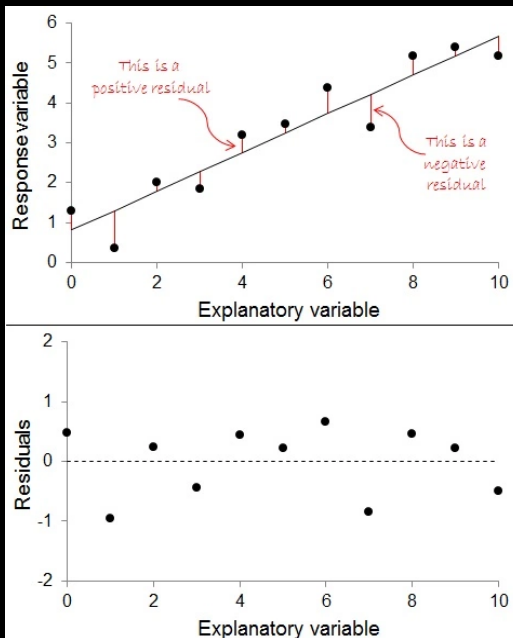 6
5
4
3
2
1
0
Response variable
This is a
positive residual
This is a
negative
residual
0 2 4 6 8 10
Explanatory variable
2
1
0
-1
-2
Residuals
0 2 4 6 8 10
Explanatory variable